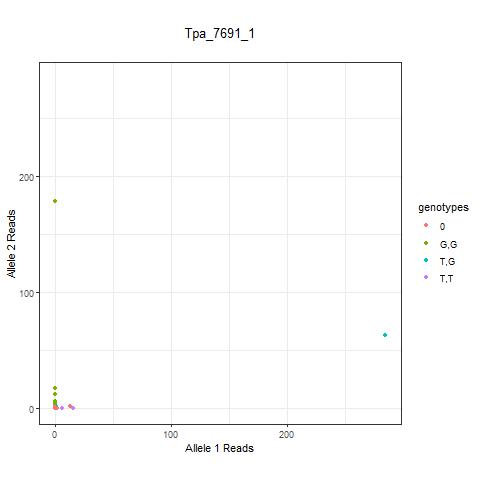 Tpa_7691_1
200
100
0
0
100
200
Allele 2 Reads
Allele 1 Reads
genotypes
0
G,G
T,G
T,T